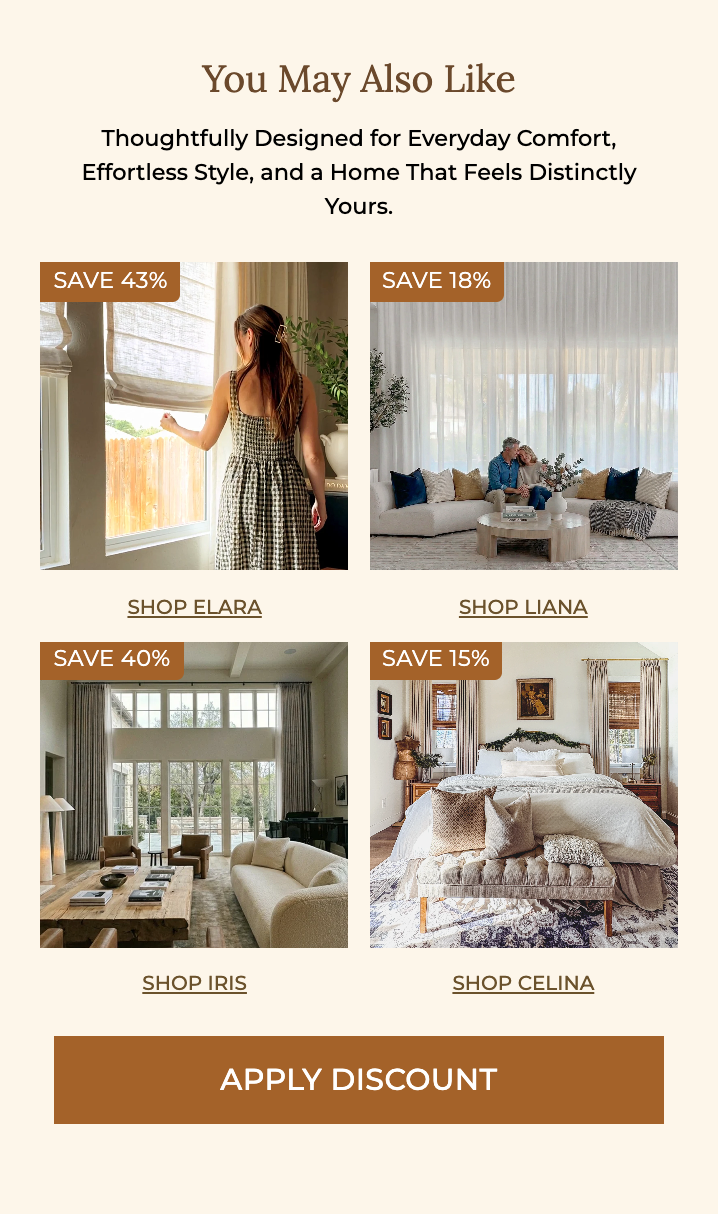 You May Also Like
Thoughtfully Designed for Everyday Comfort,
Effortless Style, and a Home That Feels Distinctly
Yours.
SAVE 43%
SAVE 18%
SHOP ELARA
SHOP LIANA
SAVE 40%
SAVE 15%
SHOP IRIS
SHOP CELINA
APPLY DISCOUNT